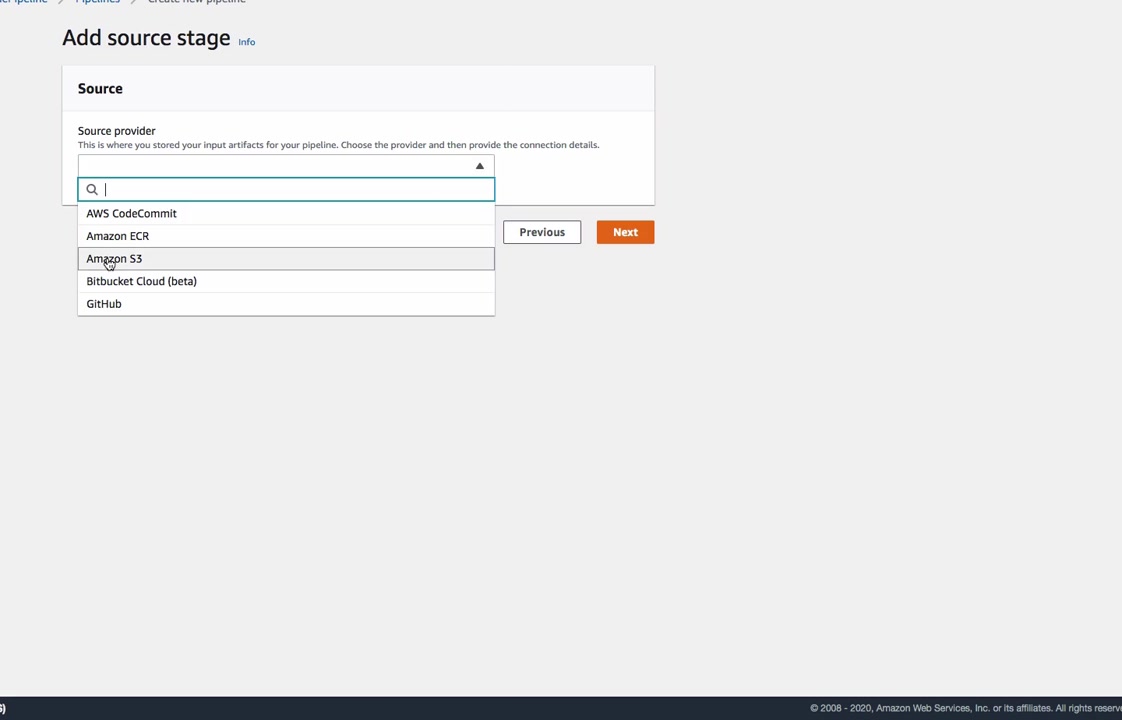 Pipelines
Create new pipeline
Add source stage Info
Source
Source provider
This is where you stored your input artifacts for your pipeline. Choose the provider and then provide the connection details.
AWS CodeCommit
Amazon ECR
Amazon S3
Bitbucket Cloud (beta)
GitHub
Previous
Next
© 2008 - 2020, Amazon Web Services, Inc. or its affiliates. All rights reserve